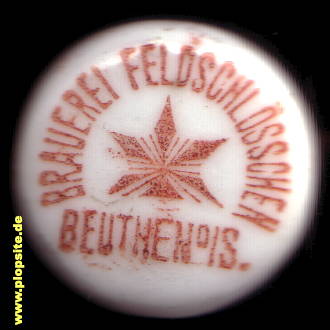 BRAUEREI FELDSCHLÖSSCHEN
BEUTHEN O/S.
www.plopsite.de